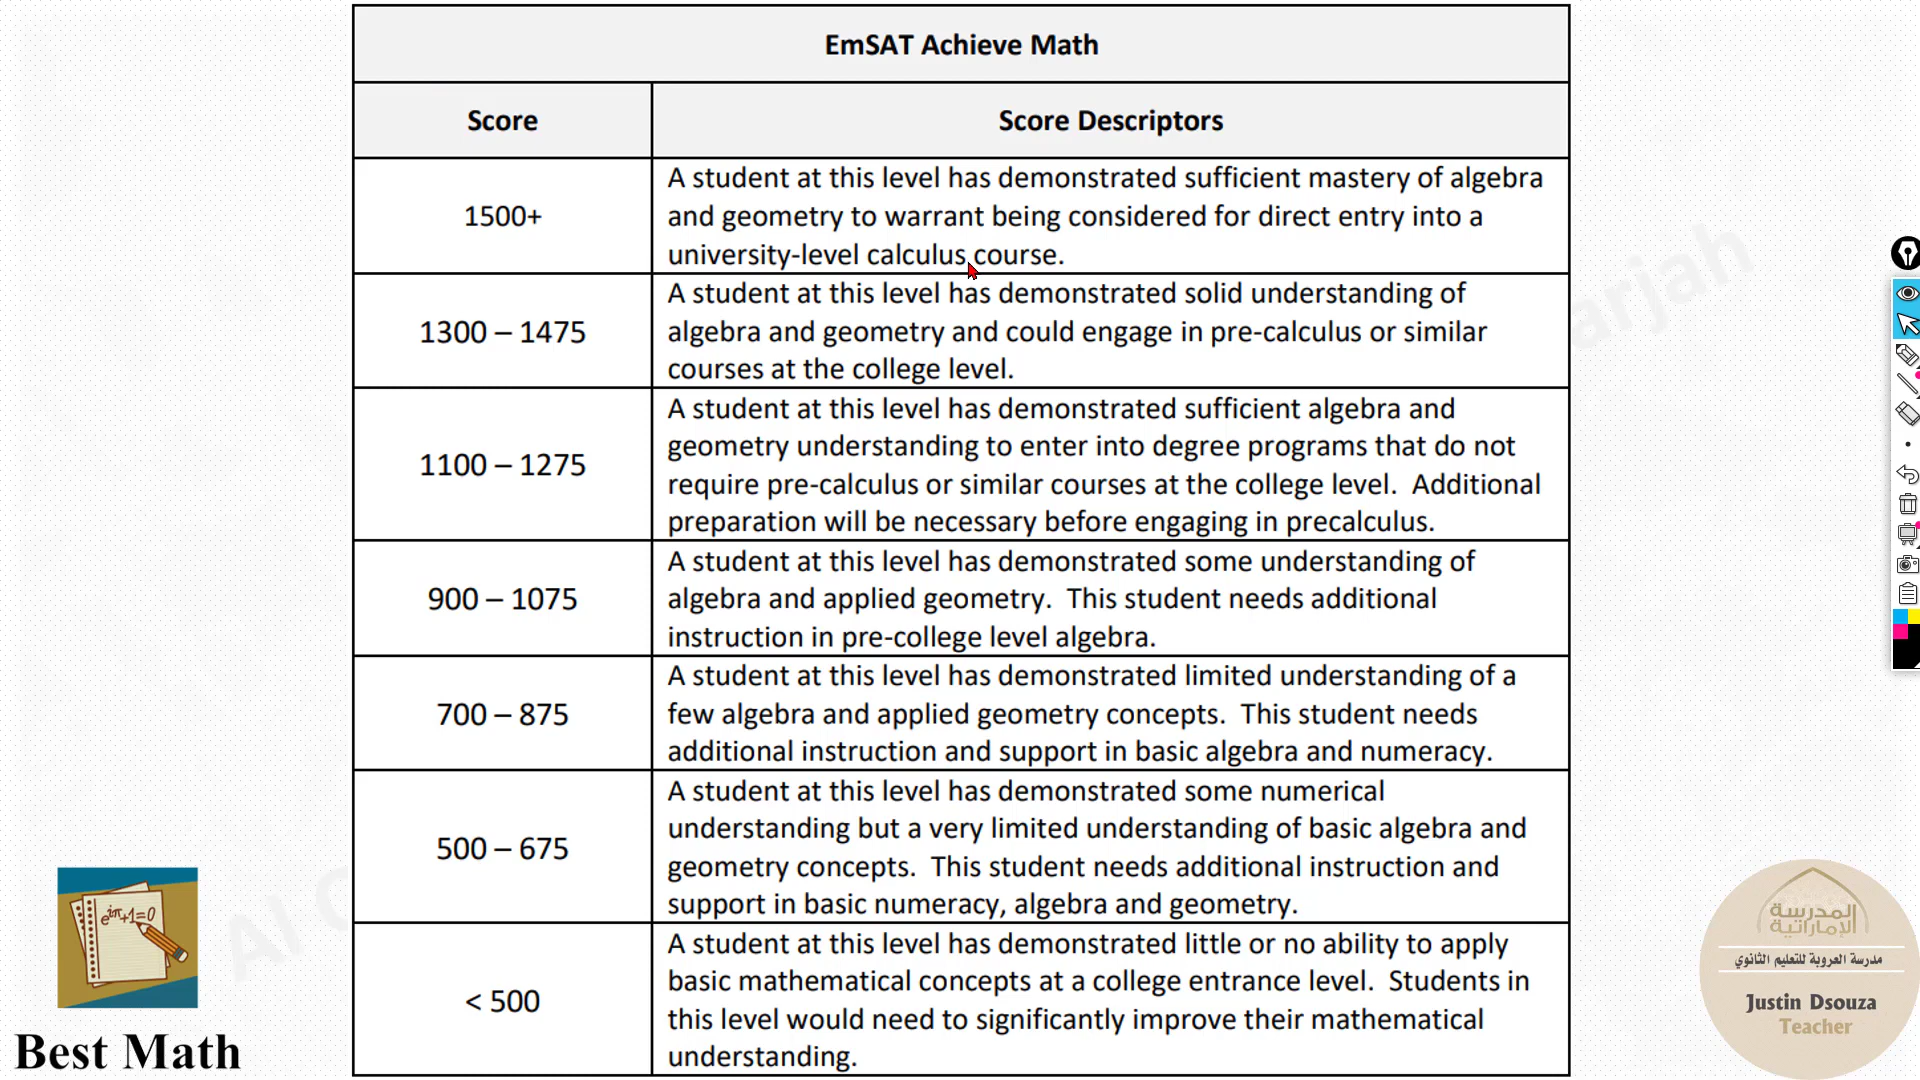 EmSAT Achieve Math
Score
Score Descriptors
1500+
A student at this level has demonstrated sufficient mastery of algebra
and geometry to warrant being considered for direct entry into a
university-level calculus course.
1300 – 1475
A student at this level has demonstrated solid understanding of
algebra and geometry and could engage in pre-calculus or similar
courses at the college level.
1100 – 1275
A student at this level has demonstrated sufficient algebra and
geometry understanding to enter into degree programs that do not
require pre-calculus or similar courses at the college level.  Additional
preparation will be necessary before engaging in precalculus.
900 – 1075
A student at this level has demonstrated some understanding of
algebra and applied geometry.  This student needs additional
instruction in pre-college level algebra.
700 – 875
A student at this level has demonstrated limited understanding of a
few algebra and applied geometry concepts.  This student needs
additional instruction and support in basic algebra and numeracy.
500 – 675
A student at this level has demonstrated some numerical
understanding but a very limited understanding of basic algebra and
geometry concepts.  This student needs additional instruction and
support in basic numeracy, algebra and geometry.
< 500
A student at this level has demonstrated little or no ability to apply
basic mathematical concepts at a college entrance level.  Students in
this level would need to significantly improve their mathematical
understanding.
e^iπ+1=0
Best Math
المدرسة
الإماراتية
مدرسة العروبة للتعليم الثانوي
Justin Dsouza
Teacher